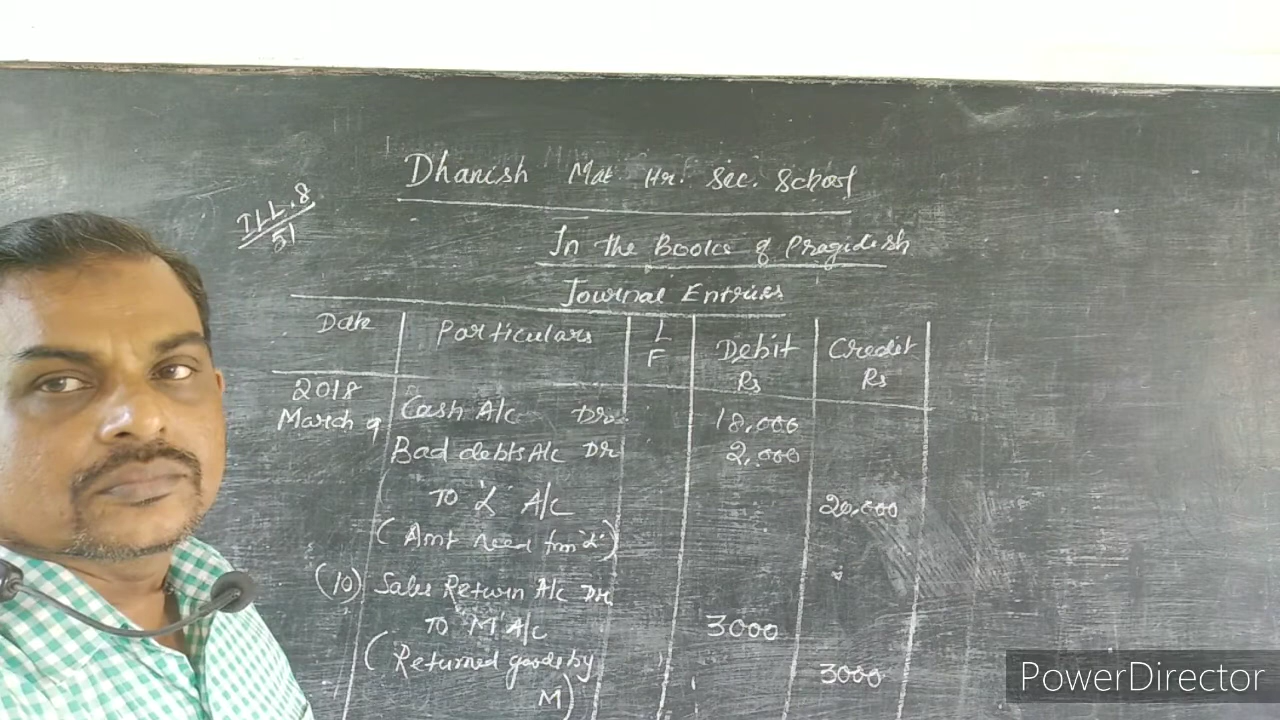 Dhanish Mat Hr. Sec. School
ILL.8
51
In the Books of Pragidesh
Journal Entries
Date Particulars L F Debit Rs Credit Rs
2018
March 9 Cash A/c Dr 18,000
Bad debts A/c Dr 2,000
To 'L' A/c 20,000
(Amt recd from 'L')
(10) Sales Return A/c Dr
To 'M' A/c 3000
(Returned goods by 3000
M)
PowerDirector